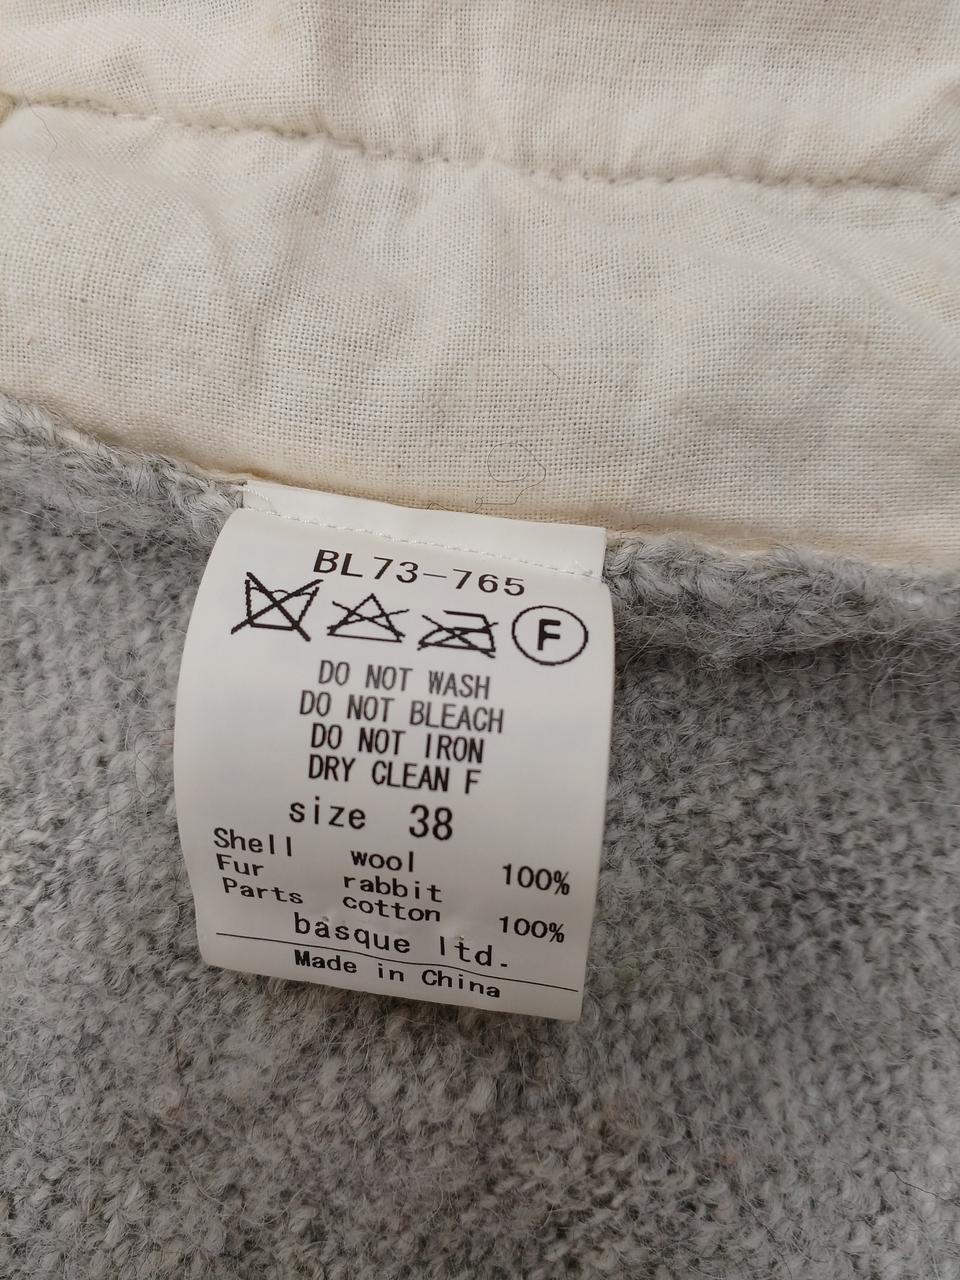 BL73-765
F
DO NOT WASH
DO NOT BLEACH
DO NOT IRON
DRY CLEAN F
size 38
Shell wool 100%
Fur rabbit
Parts cotton 100%
basque ltd.
Made in China